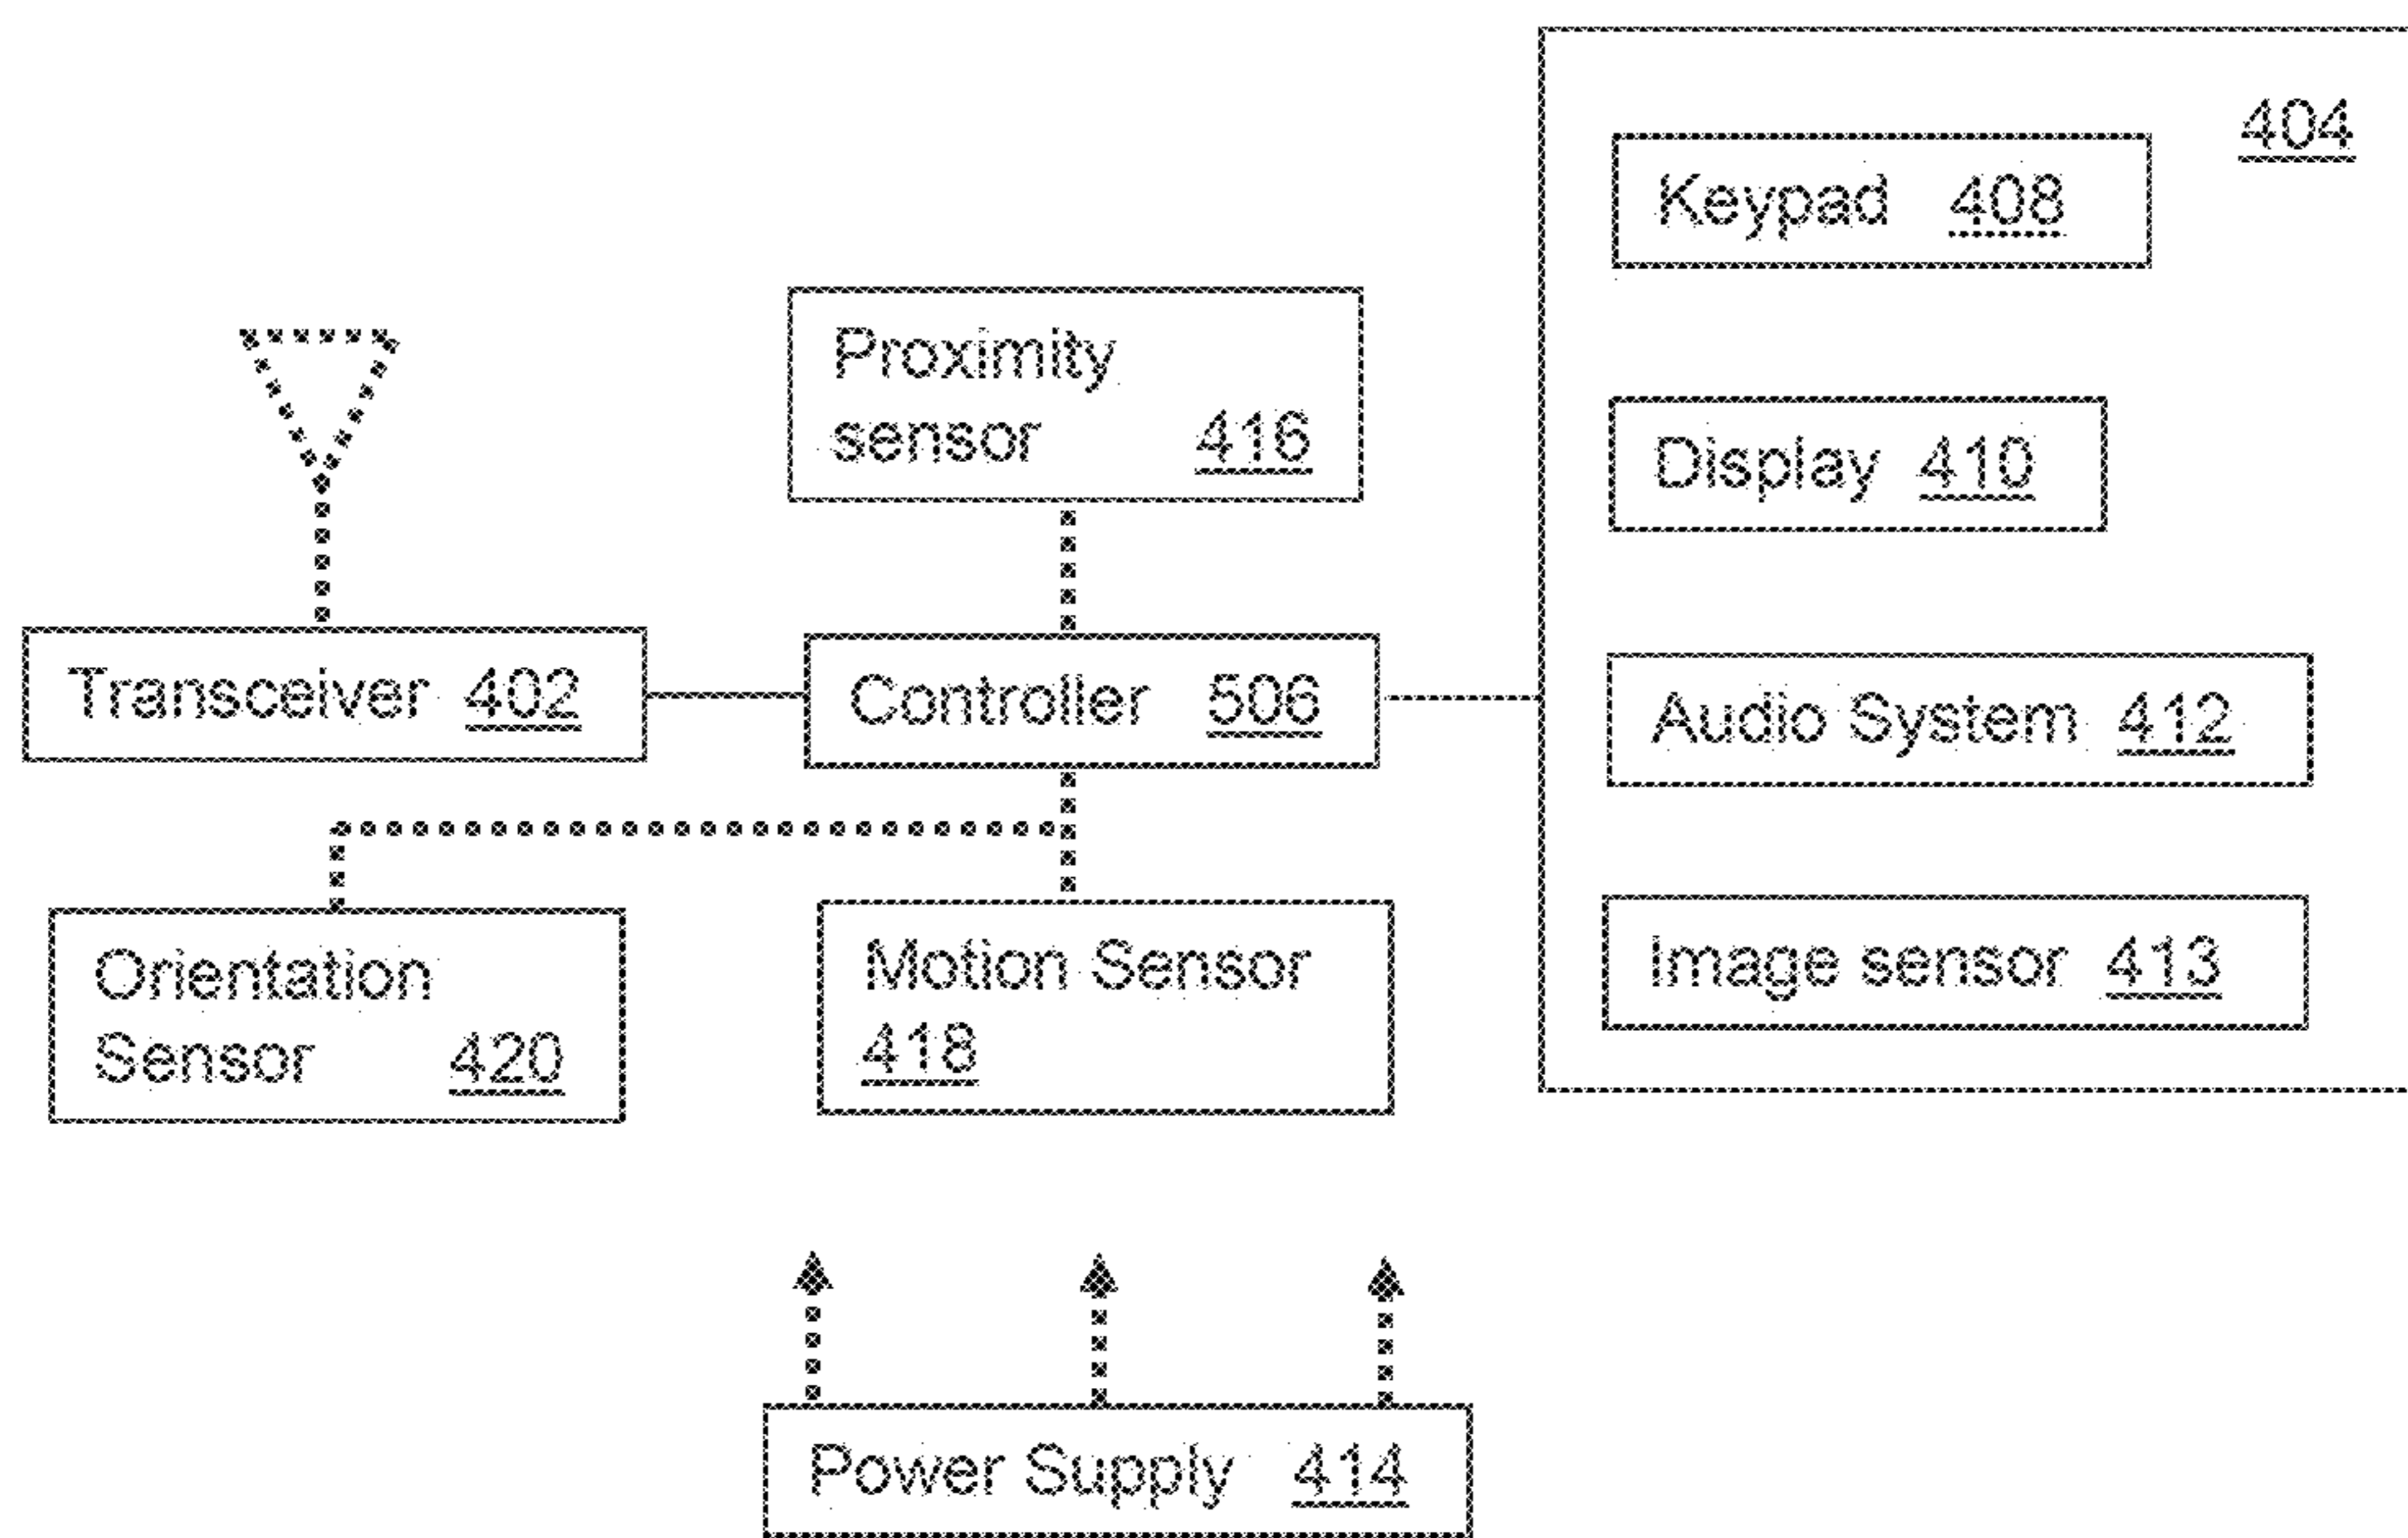 404
Keypad 408
Proximity
sensor 416
Display 410
Transceiver 402
Controller 506
Audio System 412
Orientation
Sensor 420
Motion Sensor
418
Image sensor 413
Power Supply 414